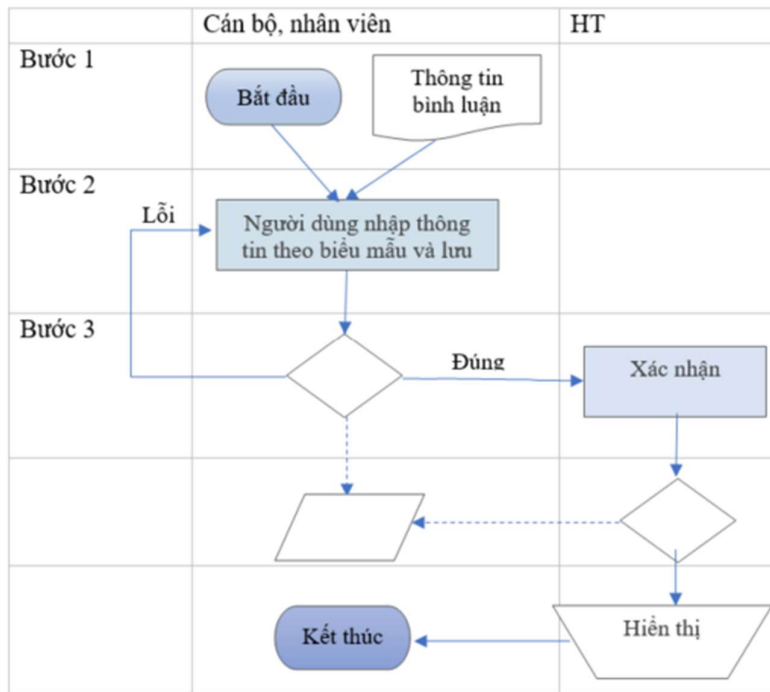 Cán bộ, nhân viên
HT
Bước 1
Bắt đầu
Thông tin
bình luận
Bước 2
Lỗi
Người dùng nhập thông
tin theo biểu mẫu và lưu
Bước 3
Đúng
Xác nhận
Kết thúc
Hiển thị